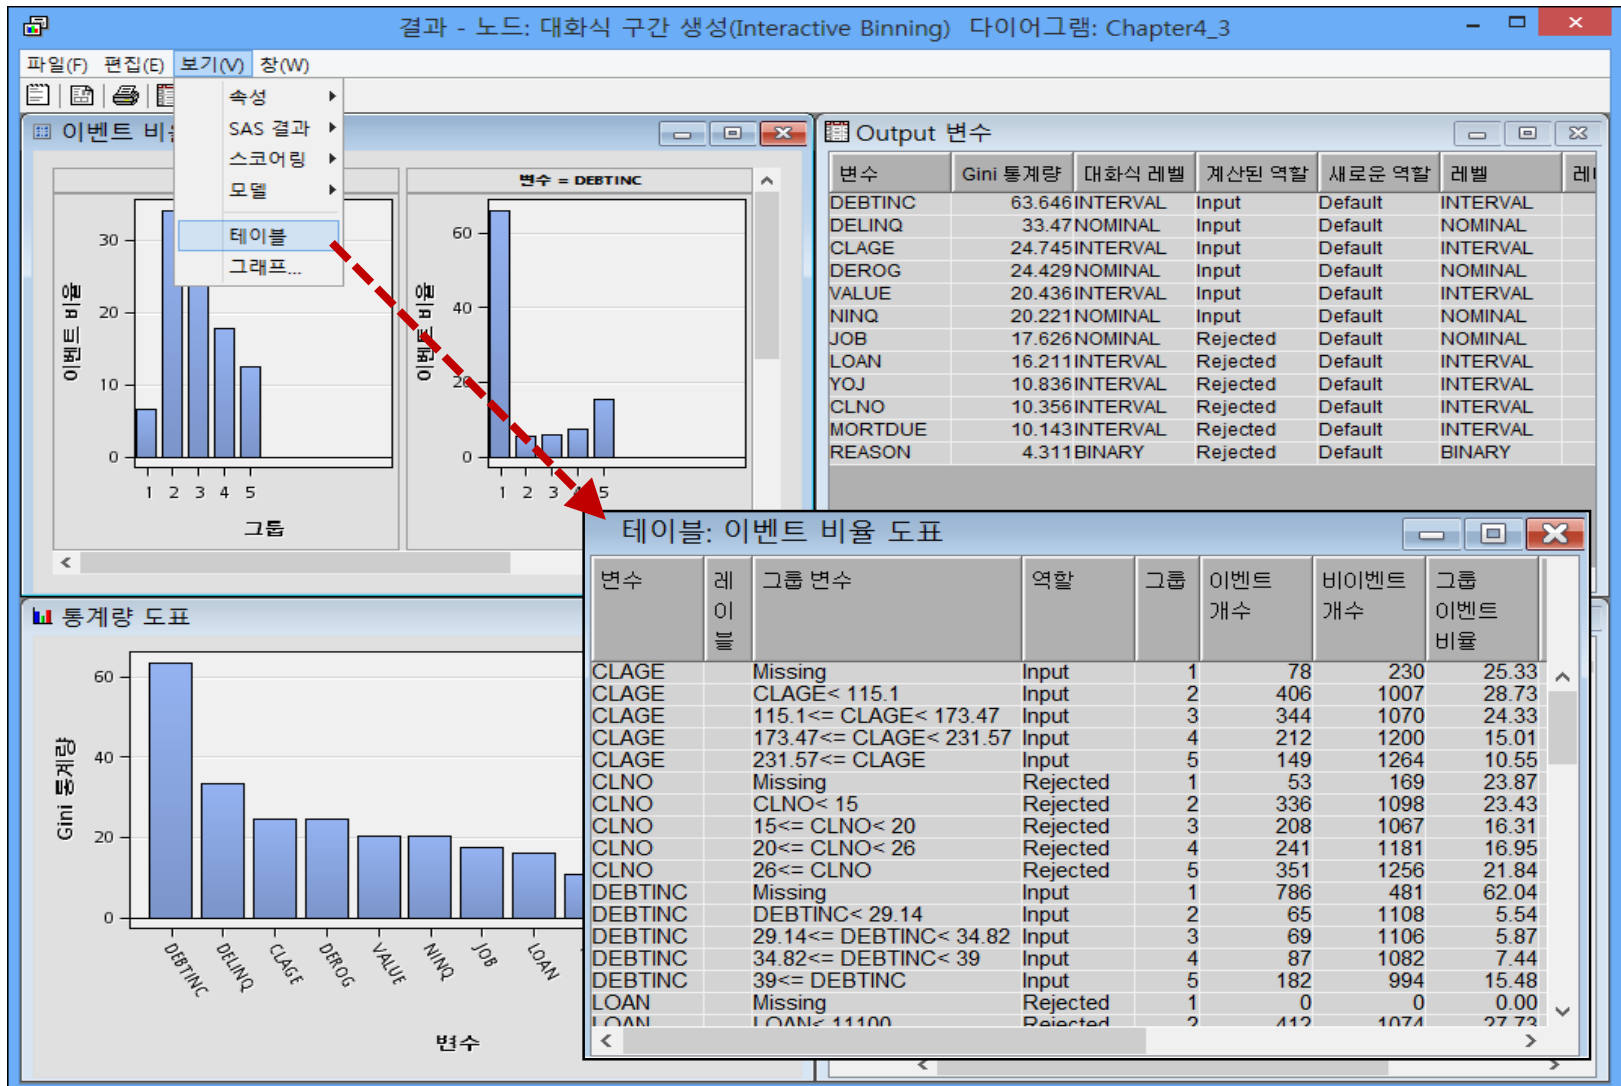 결과 - 노드: 대화식 구간 생성(Interactive Binning) 다이어그램: Chapter4_3
파일(F) 편집(E) 보기(V) 창(W)
속성
SAS 결과
스코어링
모델
테이블
그래프...
이벤트
변수 = DEBTINC
이벤트 비율
30
20
10
0
1 2 3 4 5
그룹
이벤트 비율
60
40
20
0
1 2 3 4 5
Output 변수
변수 Gini 통계량 대화식 레벨 계산된 역할 새로운 역할 레벨
DEBTINC 63.646 INTERVAL Input Default INTERVAL
DELINQ 33.47 NOMINAL Input Default NOMINAL
CLAGE 24.745 INTERVAL Input Default INTERVAL
DEROG 24.429 NOMINAL Input Default NOMINAL
VALUE 20.436 INTERVAL Input Default INTERVAL
NINQ 20.221 NOMINAL Input Default NOMINAL
JOB 17.626 NOMINAL Rejected Default NOMINAL
LOAN 16.211 INTERVAL Rejected Default INTERVAL
YOJ 10.836 INTERVAL Rejected Default INTERVAL
CLNO 10.356 INTERVAL Rejected Default INTERVAL
MORTDUE 10.143 INTERVAL Rejected Default INTERVAL
REASON 4.311 BINARY Rejected Default BINARY
통계량 도표
Gini 통계량
60
40
20
0
DEBTINC DELINQ CLAGE DEROG VALUE NINQ JOB LOAN
변수
테이블: 이벤트 비율 도표
변수 레이블 그룹 변수 역할 그룹 이벤트 개수 비이벤트 개수 그룹 이벤트 비율
CLAGE Missing Input 1 78 230 25.33
CLAGE CLAGE< 115.1 Input 2 406 1007 28.73
CLAGE 115.1<= CLAGE< 173.47 Input 3 344 1070 24.33
CLAGE 173.47<= CLAGE< 231.57 Input 4 212 1200 15.01
CLAGE 231.57<= CLAGE Input 5 149 1264 10.55
CLNO Missing Rejected 1 53 169 23.87
CLNO CLNO< 15 Rejected 2 336 1098 23.43
CLNO 15<= CLNO< 20 Rejected 3 208 1067 16.31
CLNO 20<= CLNO< 26 Rejected 4 241 1181 16.95
CLNO 26<= CLNO Rejected 5 351 1256 21.84
DEBTINC Missing Input 1 786 481 62.04
DEBTINC DEBTINC< 29.14 Input 2 65 1108 5.54
DEBTINC 29.14<= DEBTINC< 34.82 Input 3 69 1106 5.87
DEBTINC 34.82<= DEBTINC< 39 Input 4 87 1082 7.44
DEBTINC 39<= DEBTINC Input 5 182 994 15.48
LOAN Missing Rejected 1 0 0 0.00
LOAN LOAN< 11100 Rejected 2 412 1074 27.73